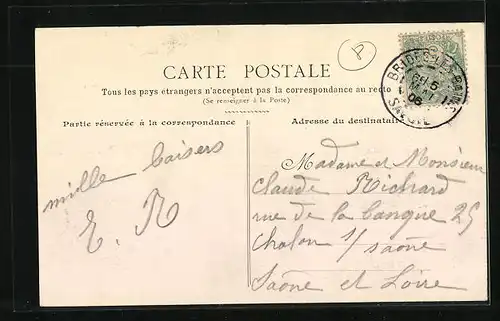 P
CARTE POSTALE
Tous les pays étrangers n'acceptent pas la correspondance au recto
(Se renseigner à la Poste)
Partie réservée à la correspondance
Adresse du destinataire
mille baisers
E. R
Madame et Monsieur
Claude Richard
rue de la banque 25
Chalon s/ saône
Saône et Loire
SAVOIE